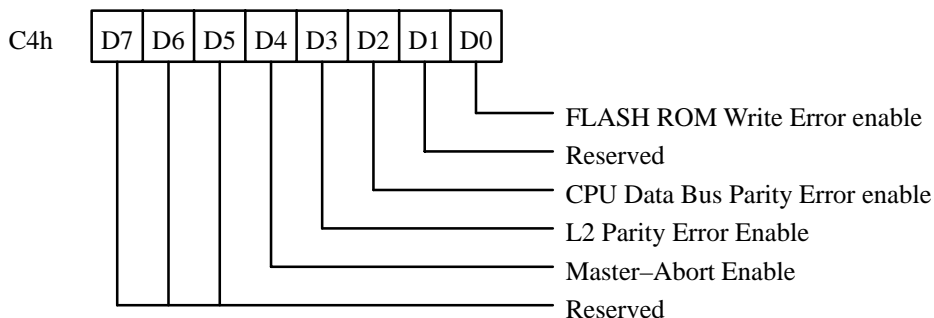 C4h D7 D6 D5 D4 D3 D2 D1 D0
FLASH ROM Write Error enable
Reserved
CPU Data Bus Parity Error enable
L2 Parity Error Enable
Master–Abort Enable
Reserved